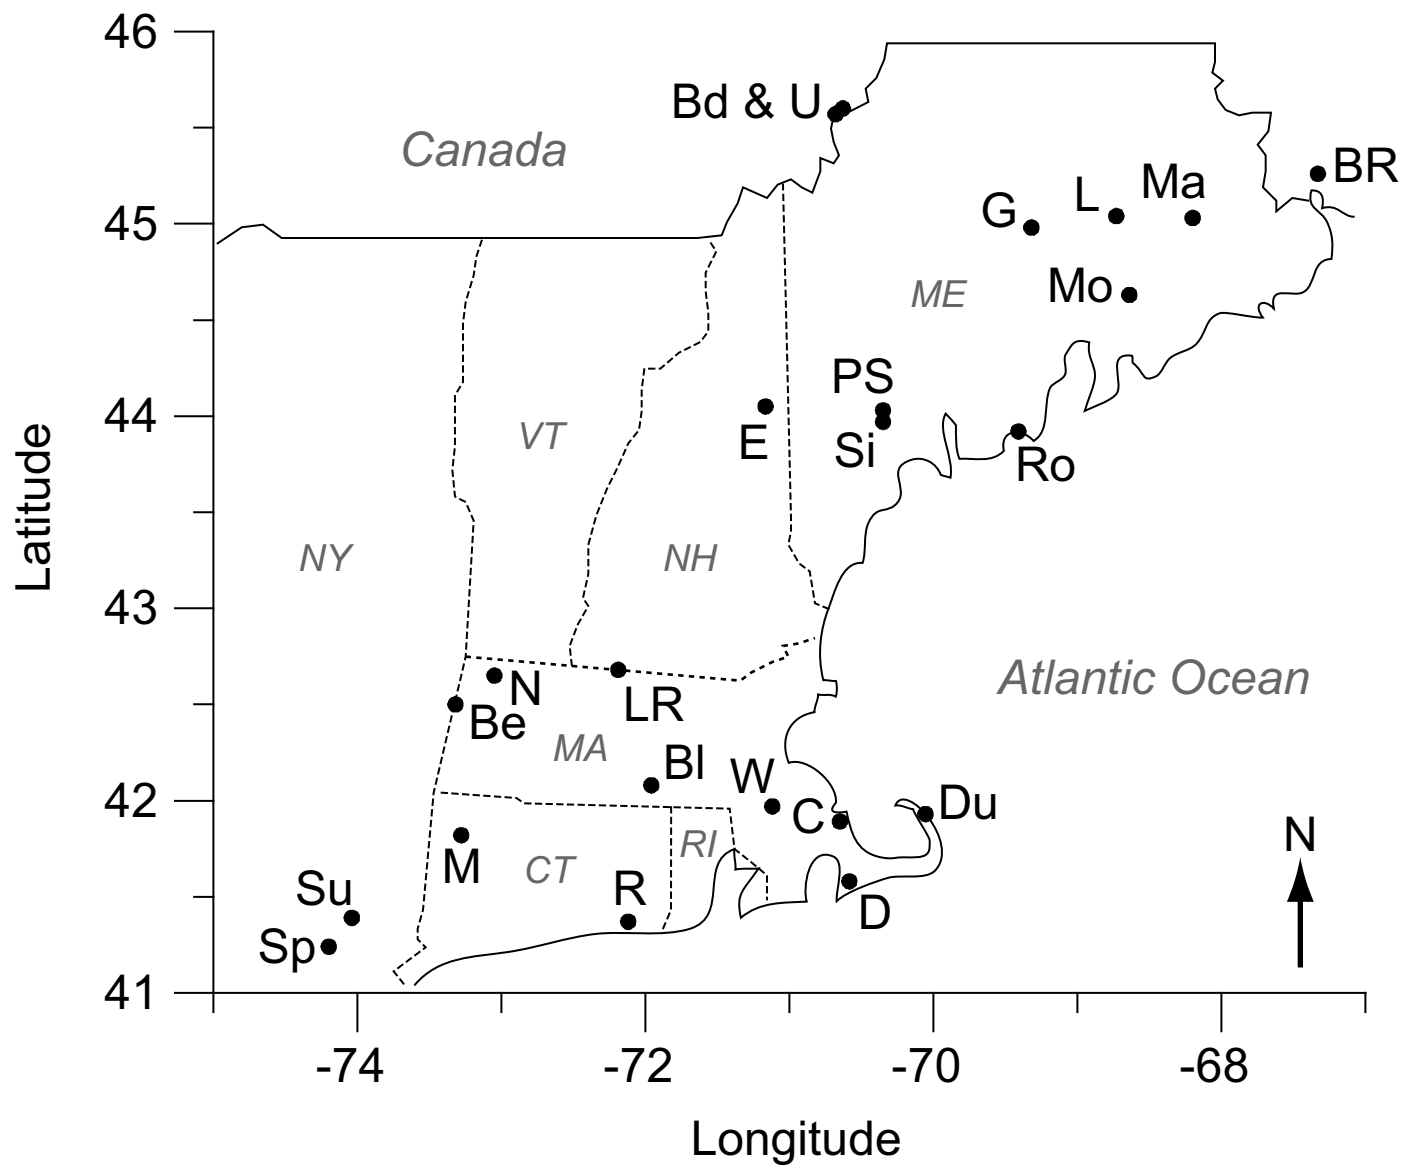 46
Bd & U
Canada
BR
Ma
L
G
45
Mo
ME
PS
44
E
VT
Si
Ro
Latitude
NY
NH
43
Atlantic Ocean
N
LR
Be
MA
Bl
W
42
C
Du
N
RI
M
CT
R
Su
D
Sp
41
-74
-72
-70
-68
Longitude